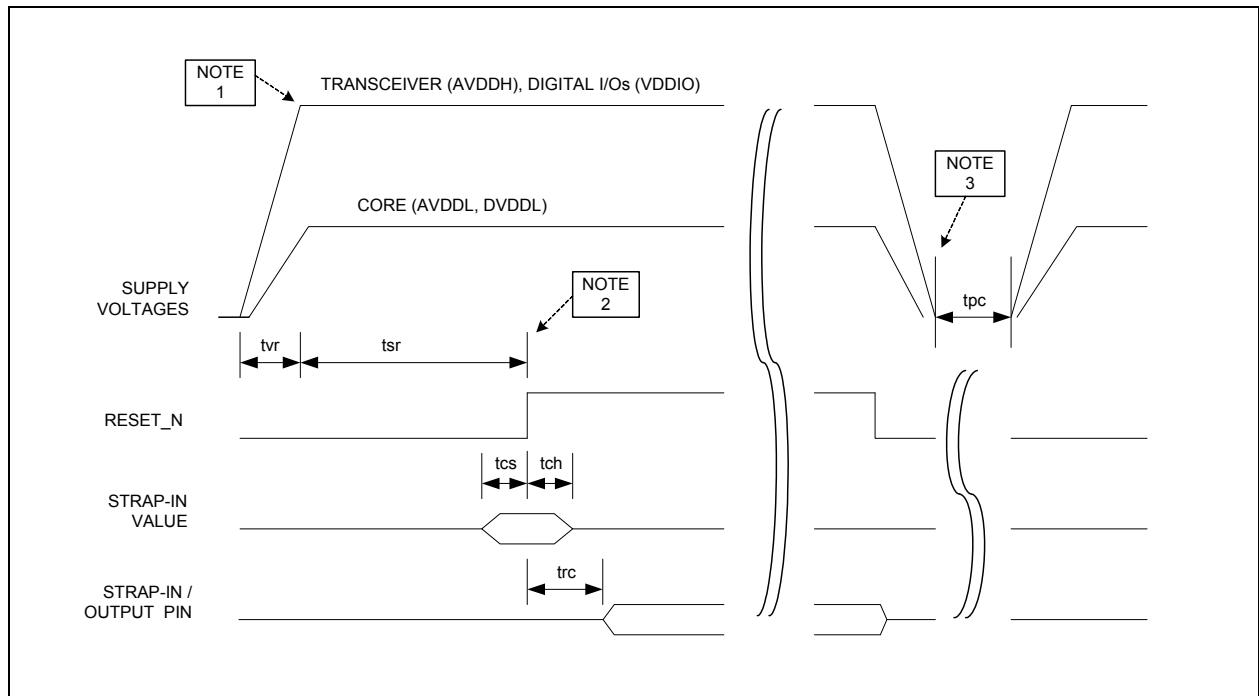 NOTE
1
TRANSCEIVER (AVDDH), DIGITAL I/Os (VDDIO)
NOTE
3
CORE (AVDDL, DVDDL)
SUPPLY
VOLTAGES
NOTE
2
tpc
tvr
tsr
RESET_N
tcs
tch
STRAP-IN
VALUE
trc
STRAP-IN /
OUTPUT PIN